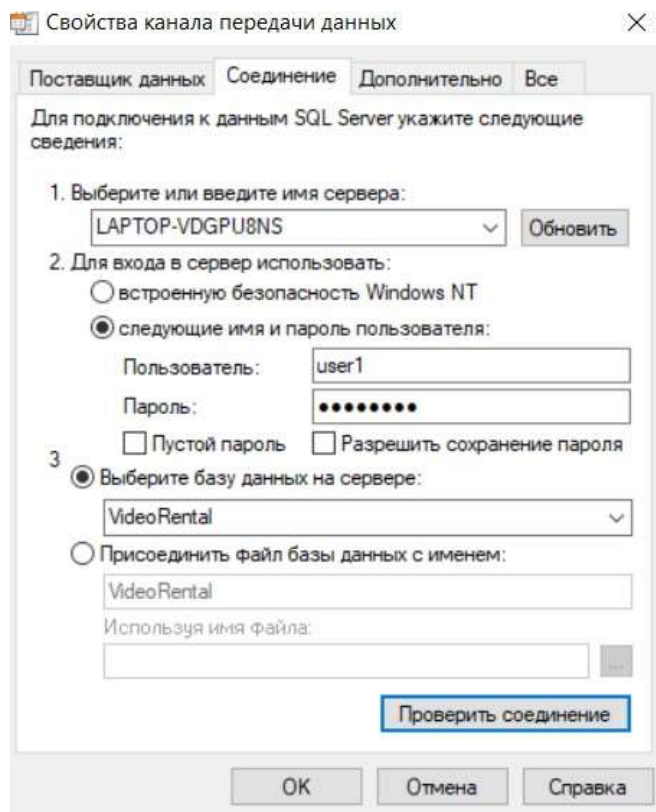 Свойства канала передачи данных
Поставщик данных Соединение Дополнительно Все
Для подключения к данным SQL Server укажите следующие
сведения:
1. Выберите или введите имя сервера:
LAPTOP-VDGPU8NS Обновить
2. Для входа в сервер использовать:
встроенную безопасность Windows NT
следующие имя и пароль пользователя:
Пользователь: user1
Пароль: ●●●●●●●●
Пустой пароль Разрешить сохранение пароля
3
Выберите базу данных на сервере:
VideoRental
Присоединить файл базы данных с именем:
VideoRental
Используя имя файла:
...
Проверить соединение
OK Отмена Справка